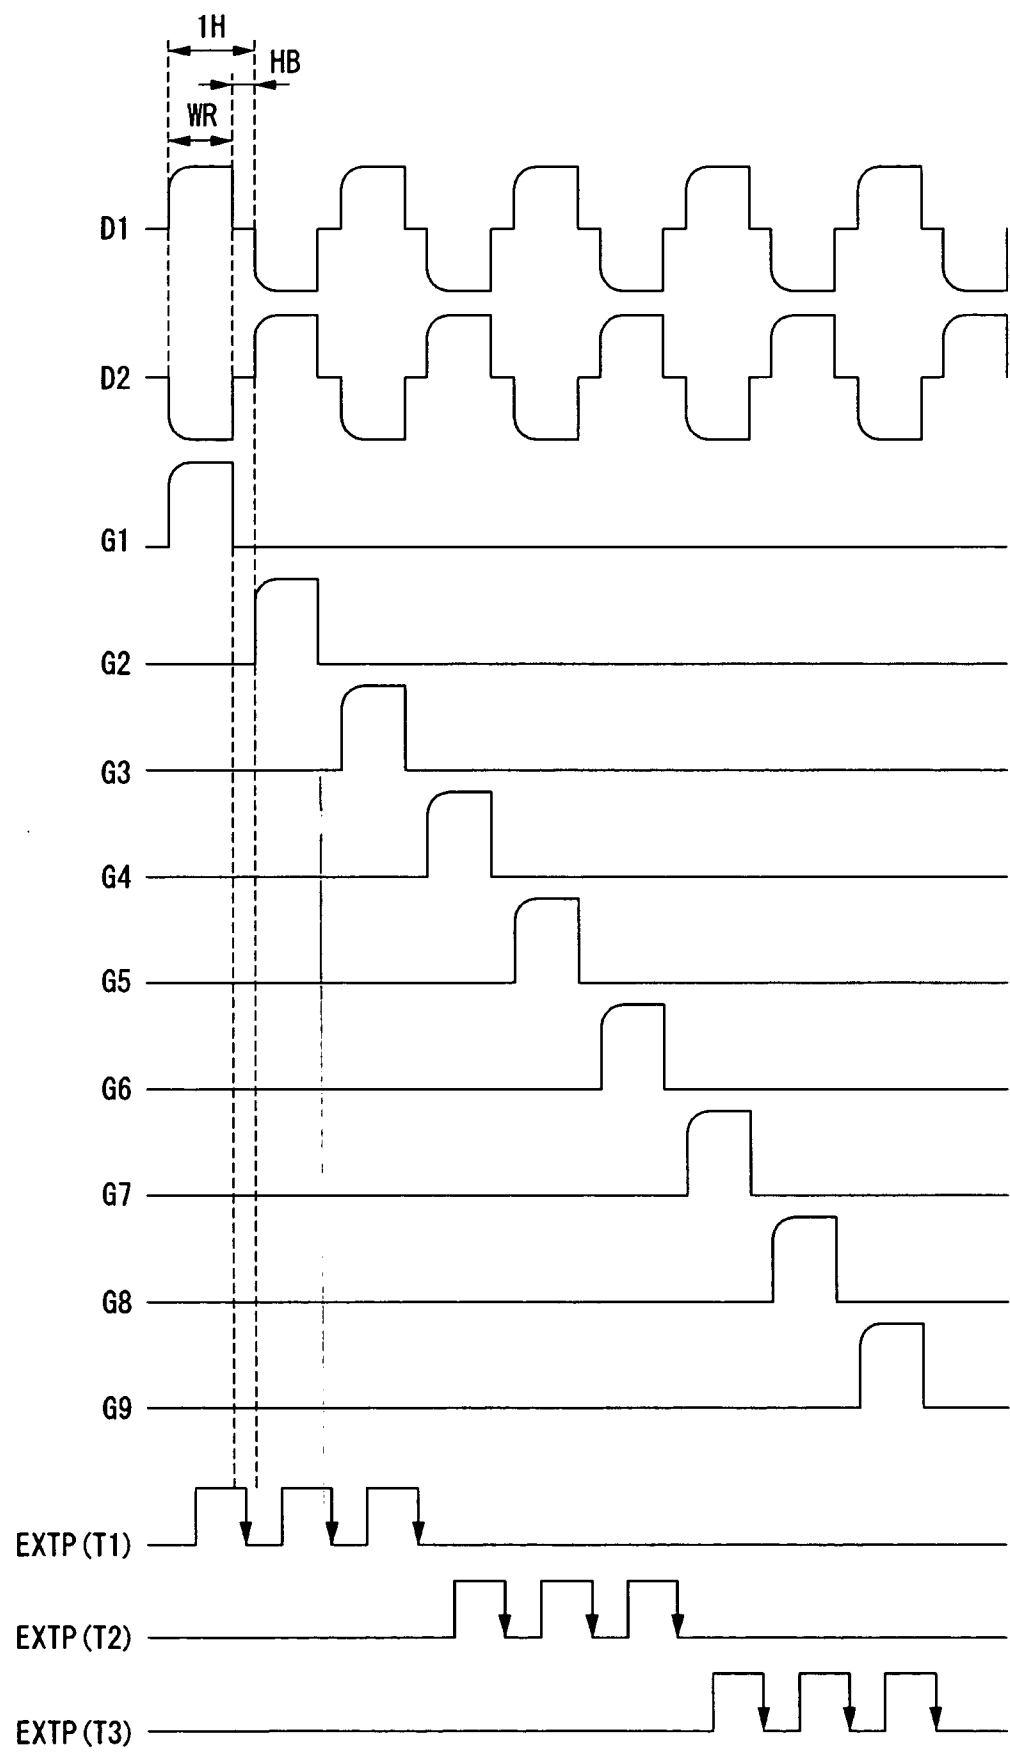 1H
HB
WR
D1
D2
G1
G2
G3
G4
G5
G6
G7
G8
G9
EXTP(T1)
EXTP(T2)
EXTP(T3)